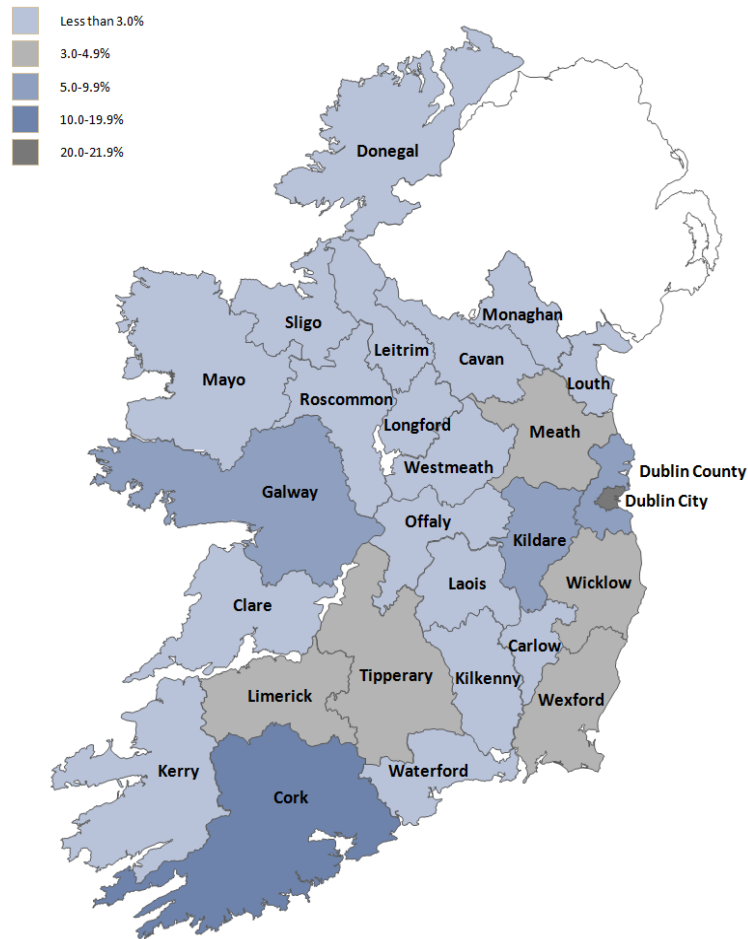 Less than 3.0%
3.0-4.9%
5.0-9.9%
10.0-19.9%
20.0-21.9%
Donegal
Monaghan
Sligo
Leitrim
Cavan
Mayo
Louth
Roscommon
Longford
Meath
Westmeath
Dublin County
Galway
Dublin City
Offaly
Kildare
Laois
Wicklow
Clare
Carlow
Tipperary
Kilkenny
Limerick
Wexford
Kerry
Waterford
Cork